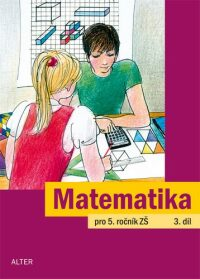 Matematika
pro 5. ročník ZŠ 3. díl
ALTER